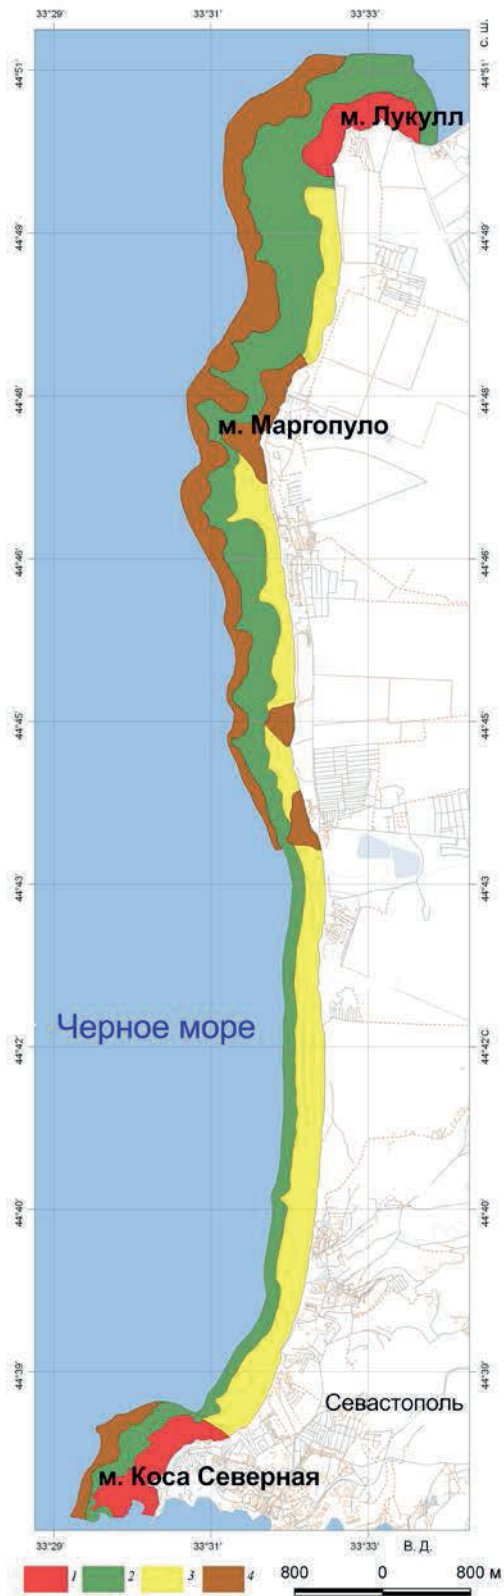 33°29' 33°31' 33°33'
с. ш.
44°51' 44°51'
м. Лукулл
44°49' 44°49'
44°48' 44°48'
м. Маргопуло
44°46' 44°46'
44°45' 44°45'
44°43' 44°43
Черное море
44°42' 44°42'С
44°40' 44°40'
44°39' 44°39'
Севастополь
м. Коса Северная
33°29' 33°31' 33°33' В. Д.
1 2 3 4 800 0 800 м